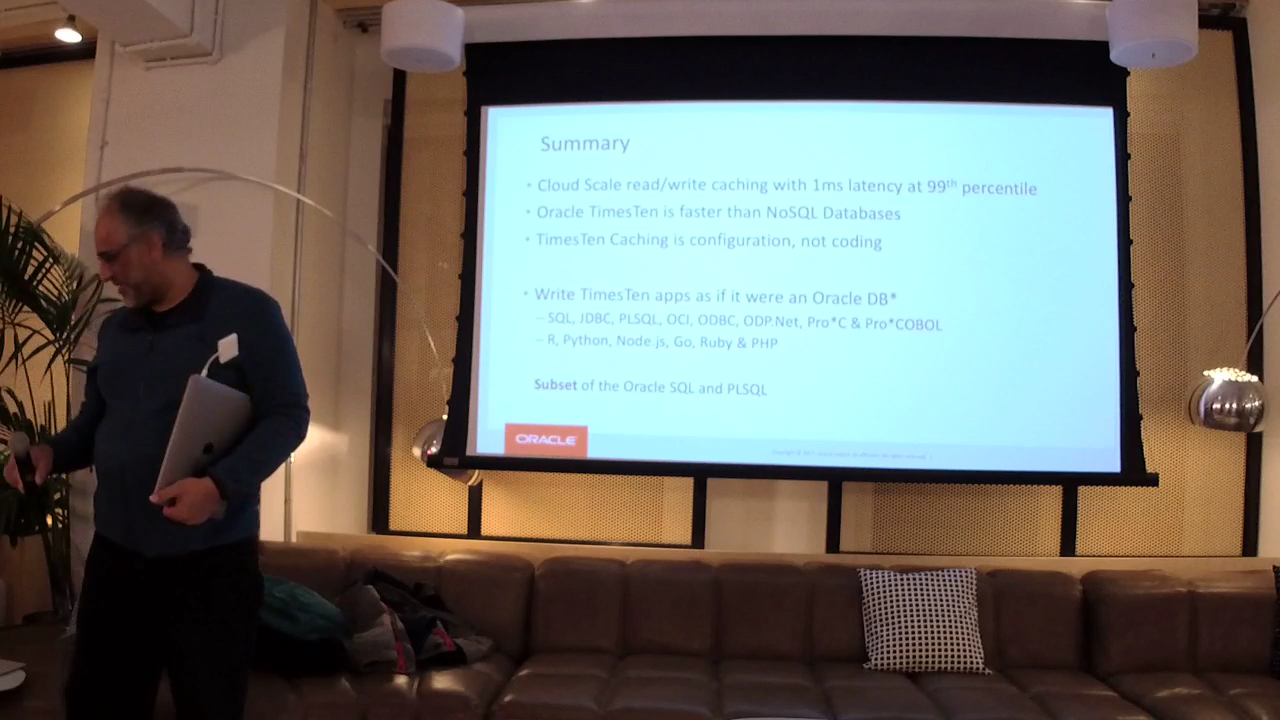 Summary
• Cloud Scale read/write caching with 1ms latency at 99th percentile
• Oracle TimesTen is faster than NoSQL Databases
• TimesTen Caching is configuration, not coding
• Write TimesTen apps as if it were an Oracle DB*
– SQL, JDBC, PLSQL, OCI, ODBC, ODP.Net, Pro*C & Pro*COBOL
– R, Python, Node.js, Go, Ruby & PHP
Subset of the Oracle SQL and PLSQL
ORACLE